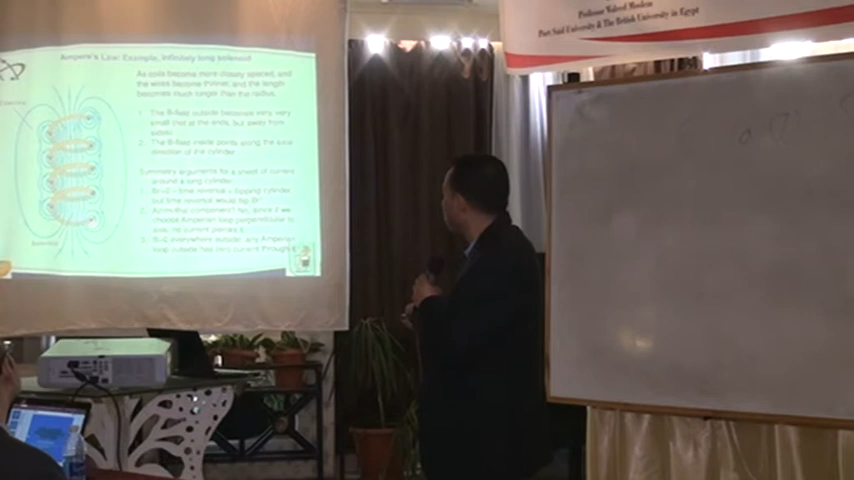 Professor Waleed
Port Said University & The British University in Egypt
Ampere's Law: Example, Infinitely long solenoid
As coils become more closely spaced, and
the wires become thinner, and the length
becomes much longer than the radius,
1. The B-field outside becomes very, very
small (not at the ends, but away from
2. The B-field inside points along the axial
direction of the cylinder
Symmetry arguments for a sheet of current
around a long cylinder:
1. time reversal flipping cylinder,
but time reversal would flip
2. Azimuthal component? No, since if we
choose Amperian loop perpendicular to
axis, no current pierces it
3. B=0 everywhere outside: any Amperian
loop outside has zero current through it